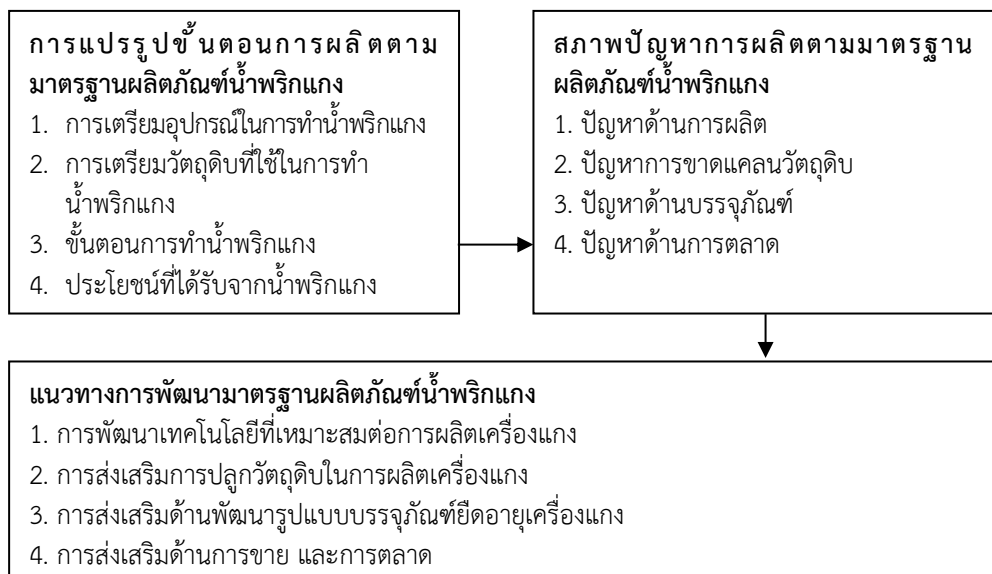 การแปรรูปขั้นตอนการผลิตตาม
มาตรฐานผลิตภัณฑ์น้ำพริกแกง
1. การเตรียมอุปกรณ์ในการทำน้ำพริกแกง
2. การเตรียมวัตถุดิบที่ใช้ในการทำ
น้ำพริกแกง
3. ขั้นตอนการทำน้ำพริกแกง
4. ประโยชน์ที่ได้รับจากน้ำพริกแกง
สภาพปัญหาการผลิตตามมาตรฐาน
ผลิตภัณฑ์น้ำพริกแกง
1. ปัญหาด้านการผลิต
2. ปัญหาการขาดแคลนวัตถุดิบ
3. ปัญหาด้านบรรจุภัณฑ์
4. ปัญหาด้านการตลาด
แนวทางการพัฒนามาตรฐานผลิตภัณฑ์น้ำพริกแกง
1. การพัฒนาเทคโนโลยีที่เหมาะสมต่อการผลิตเครื่องแกง
2. การส่งเสริมการปลูกวัตถุดิบในการผลิตเครื่องแกง
3. การส่งเสริมด้านพัฒนารูปแบบบรรจุภัณฑ์ยืดอายุเครื่องแกง
4. การส่งเสริมด้านการขาย และการตลาด